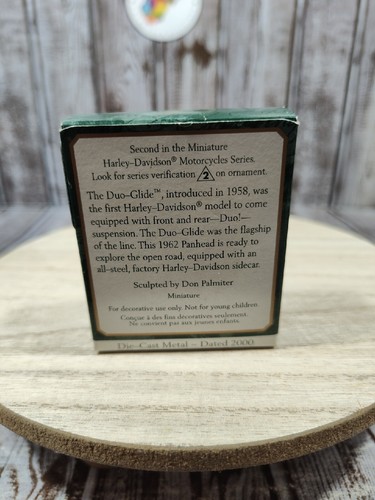 Second in the Miniature
Harley-Davidson® Motorcycles Series.
Look for series verification 2 on ornament.
The Duo-Glide™, introduced in 1958, was
the first Harley-Davidson® model to come
equipped with front and rear—Duo!—
suspension. The Duo-Glide was the flagship
of the line. This 1962 Panhead is ready to
explore the open road, equipped with an
all-steel, factory Harley-Davidson sidecar.
Sculpted by Don Palmiter
Miniature
For decorative use only. Not for young children.
Conçue à des fins décoratives seulement.
Ne convient pas aux jeunes enfants.
Die-Cast Metal – Dated 2000